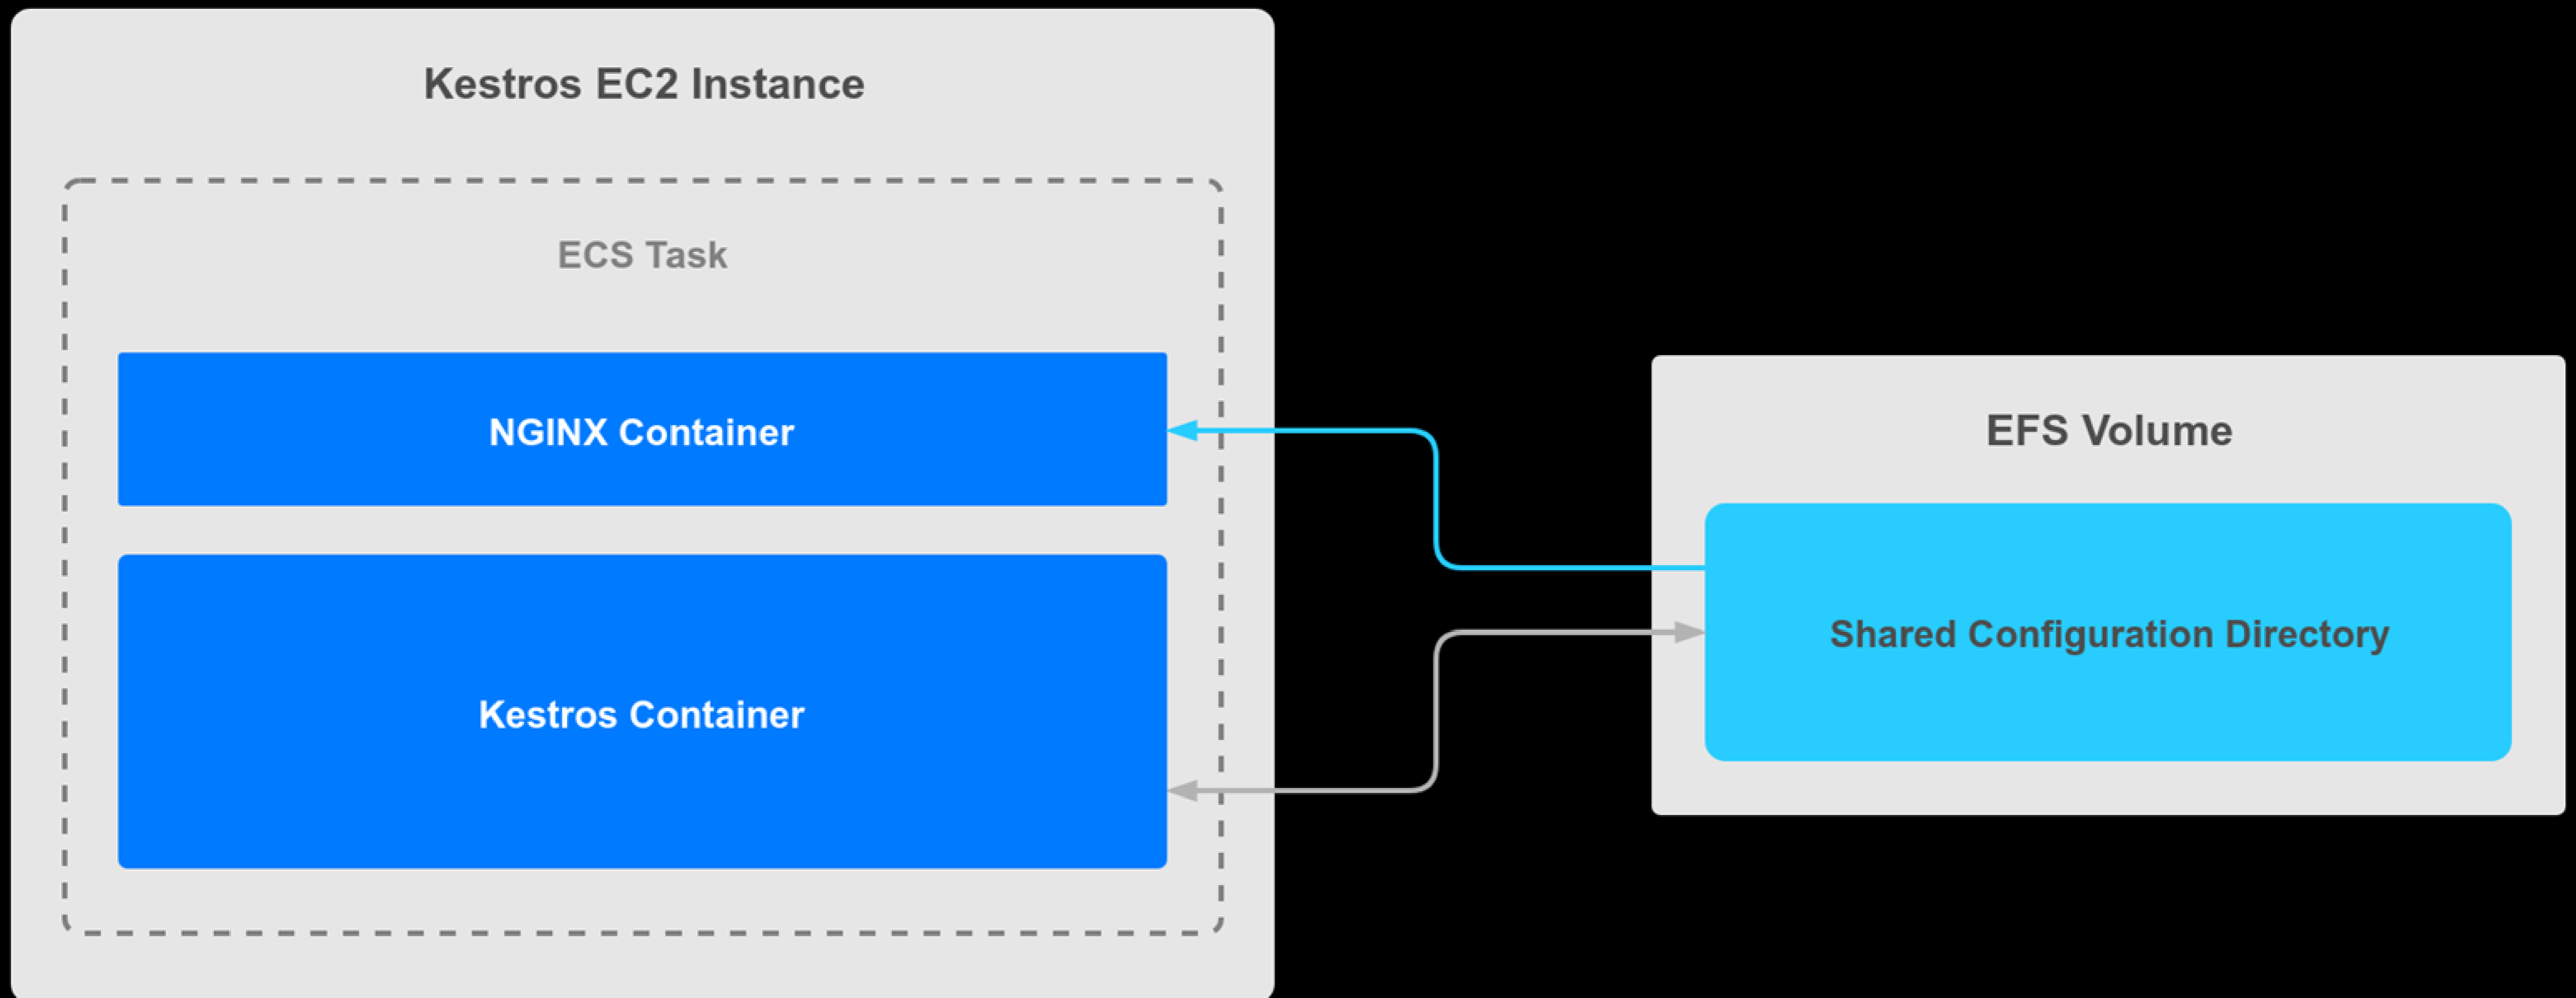 Kestros EC2 Instance
ECS Task
NGINX Container
Kestros Container
EFS Volume
Shared Configuration Directory